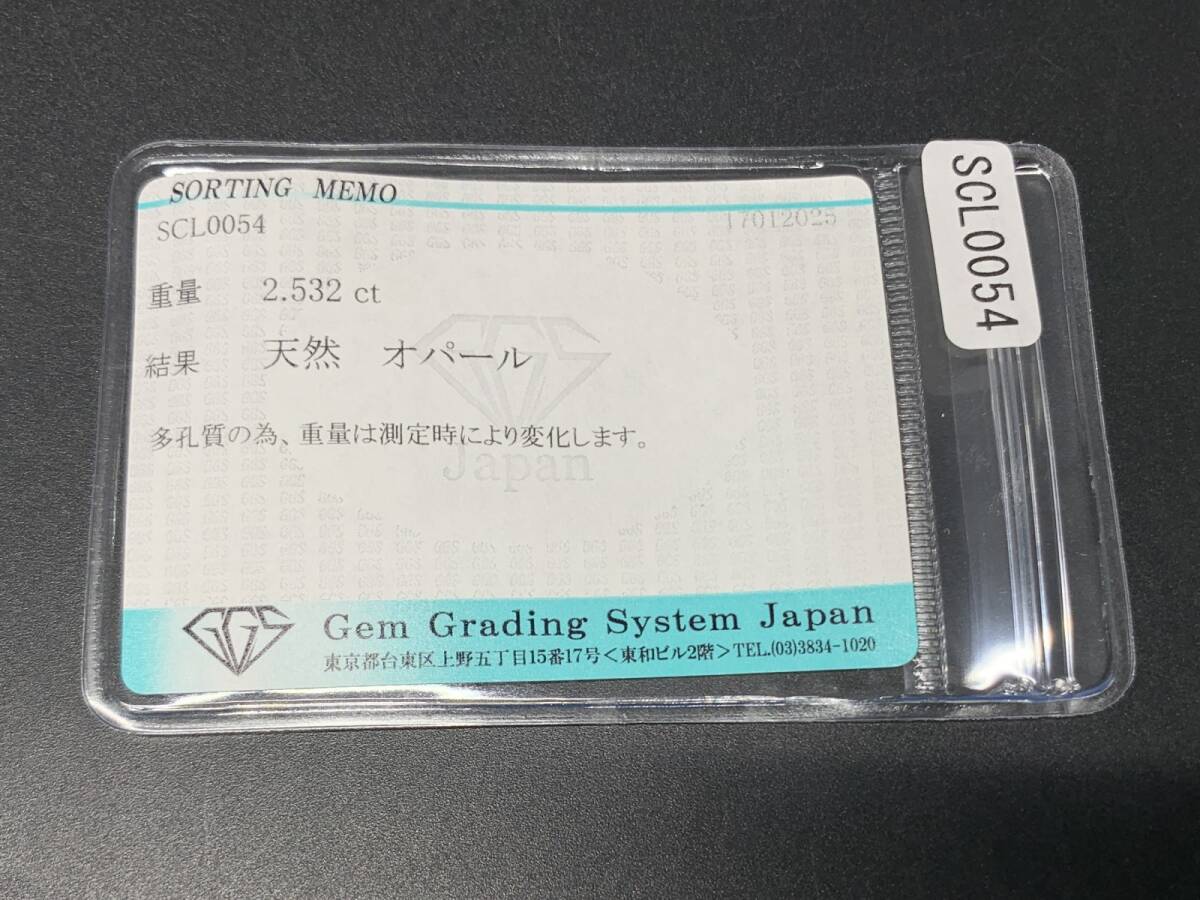 SORTING MEMO
SCL0054 17012025
重量 2.532 ct
結果 天然 オパール
多孔質の為、重量は測定時により変化します。
GGS
Japan
GGS Gem Grading System Japan
東京都台東区上野五丁目15番17号<東和ビル2階>TEL.(03)3834-1020
SCL0054